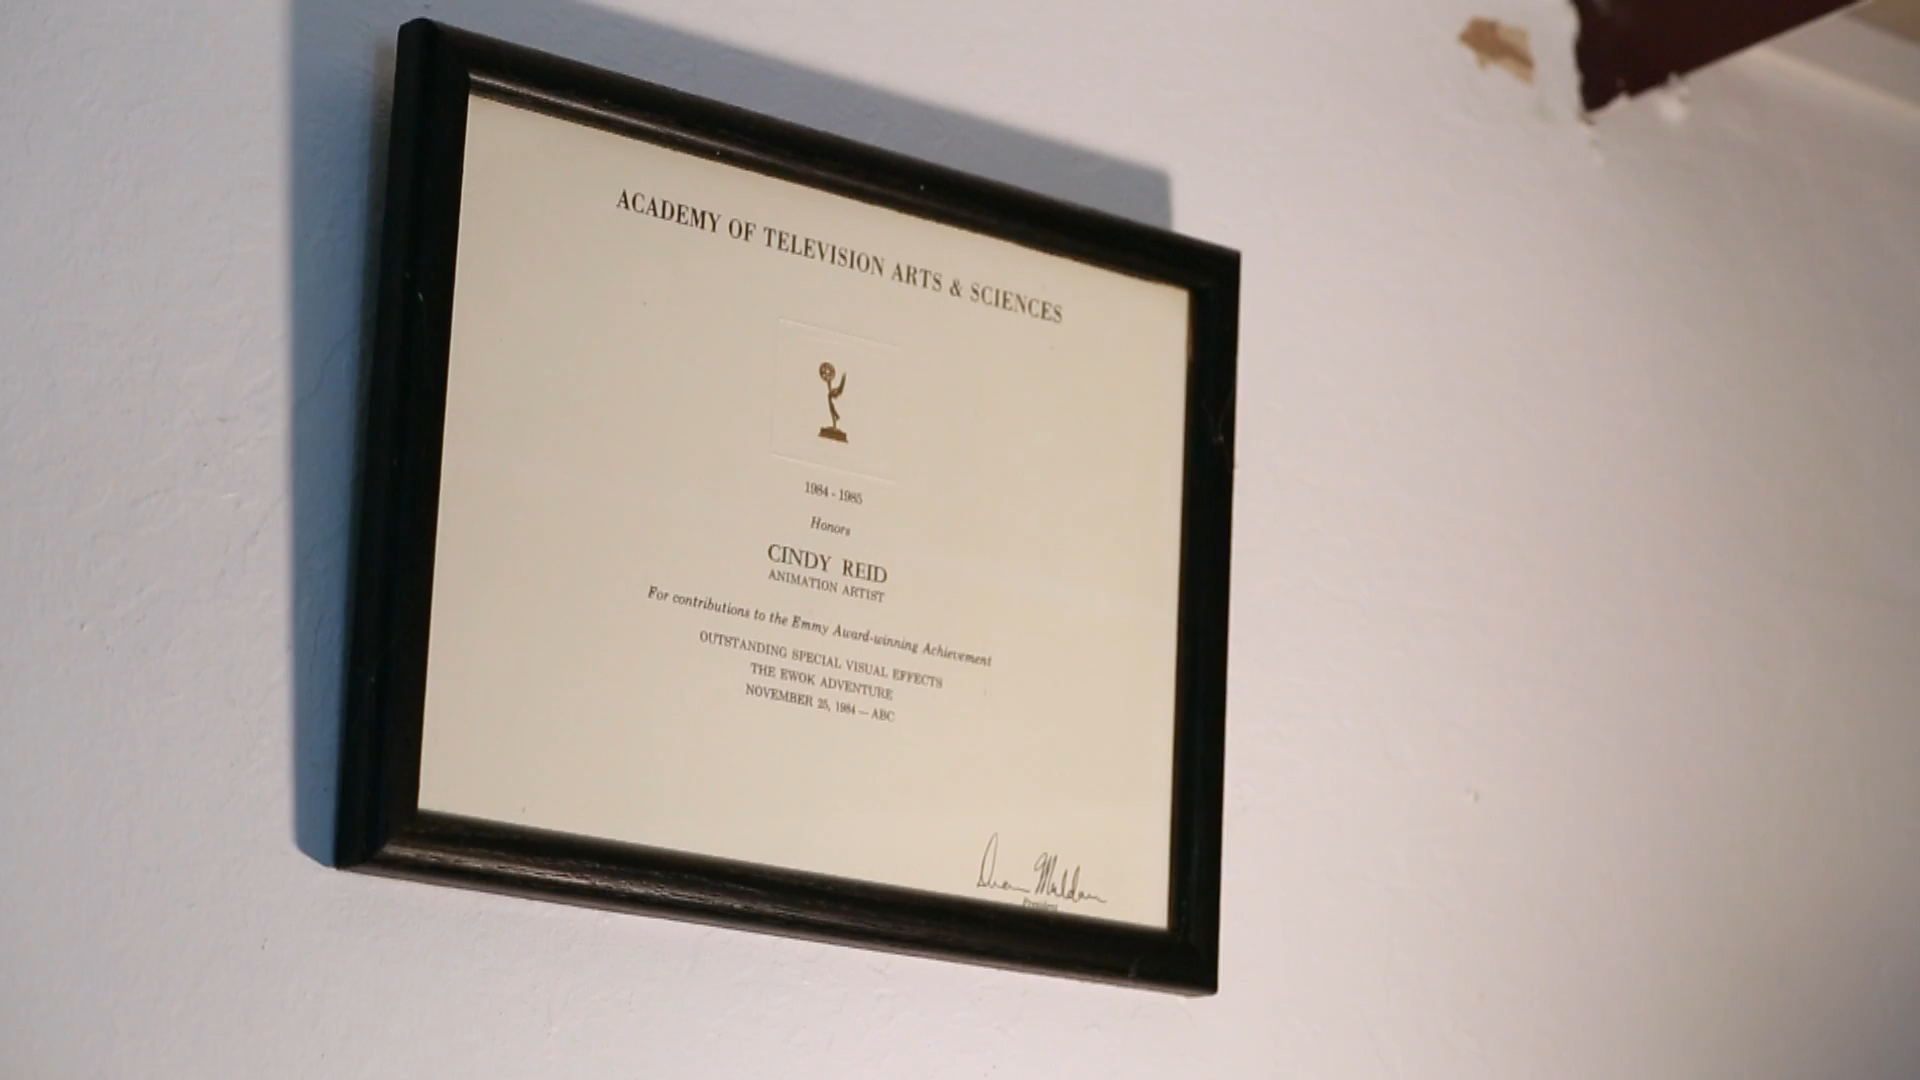 ACADEMY OF TELEVISION ARTS & SCIENCES
1984 - 1985
Honors
CINDY REID
ANIMATION ARTIST
For contributions to the Emmy Award-winning Achievement
OUTSTANDING SPECIAL VISUAL EFFECTS
THE EWOK ADVENTURE
NOVEMBER 25, 1984 — ABC
President